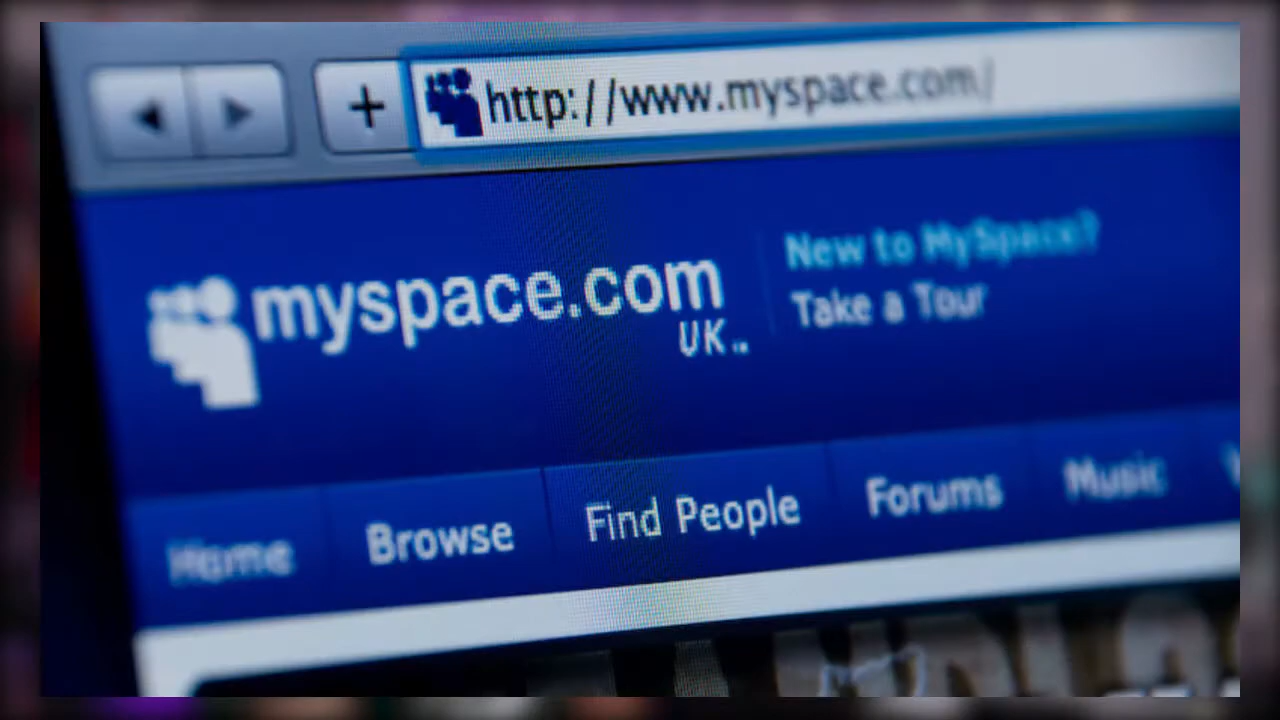 http://www.myspace.com/
myspace.com
UK..
New to MySpace?
Take a Tour
Home Browse Find People Forums Music